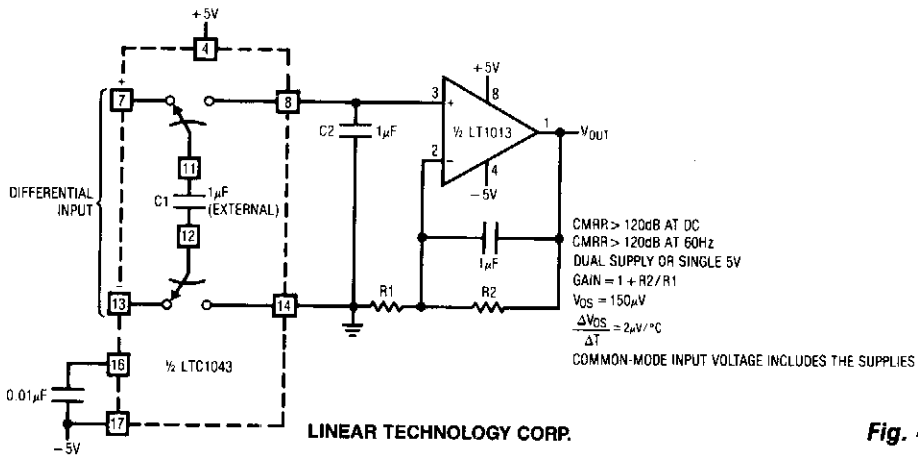 +5V
4
+
7
8
+5V
3
8
+
½ LT1013
1
VOUT
C2
1µF
2
−
4
−5V
11
DIFFERENTIAL
INPUT
C1
1µF
(EXTERNAL)
12
1µF
−
13
14
R1
R2
CMRR > 120dB AT DC
CMRR > 120dB AT 60Hz
DUAL SUPPLY OR SINGLE 5V
GAIN = 1 + R2/R1
VOS = 150µV
ΔVOS
ΔT
= 2µV/°C
COMMON-MODE INPUT VOLTAGE INCLUDES THE SUPPLIES
16
½ LTC1043
0.01µF
17
−5V
LINEAR TECHNOLOGY CORP.
Fig.